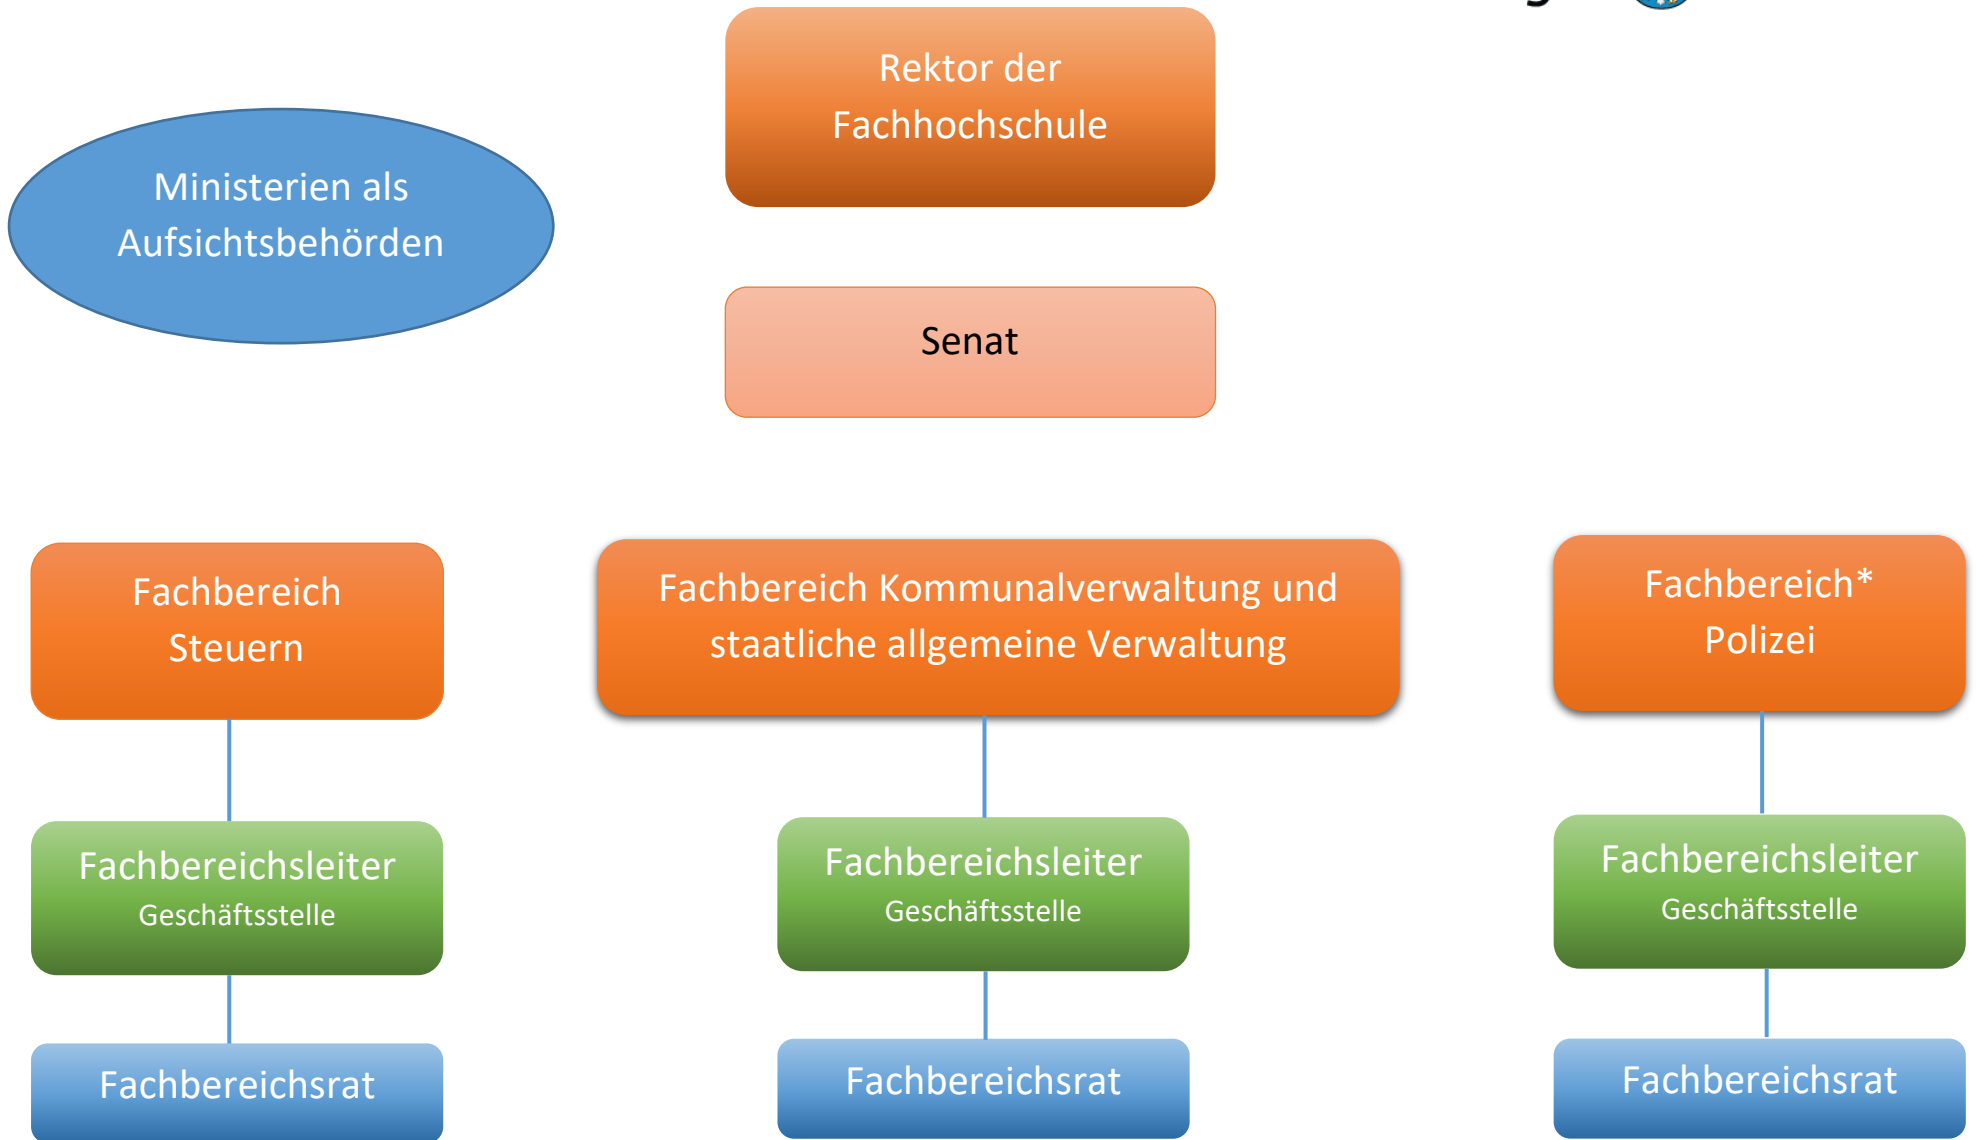 Rektor der
Fachhochschule
Ministerien als
Aufsichtsbehörden
Senat
Fachbereich
Steuern
Fachbereich Kommunalverwaltung und
staatliche allgemeine Verwaltung
Fachbereich*
Polizei
Fachbereichsleiter
Geschäftsstelle
Fachbereichsleiter
Geschäftsstelle
Fachbereichsleiter
Geschäftsstelle
Fachbereichsrat
Fachbereichsrat
Fachbereichsrat